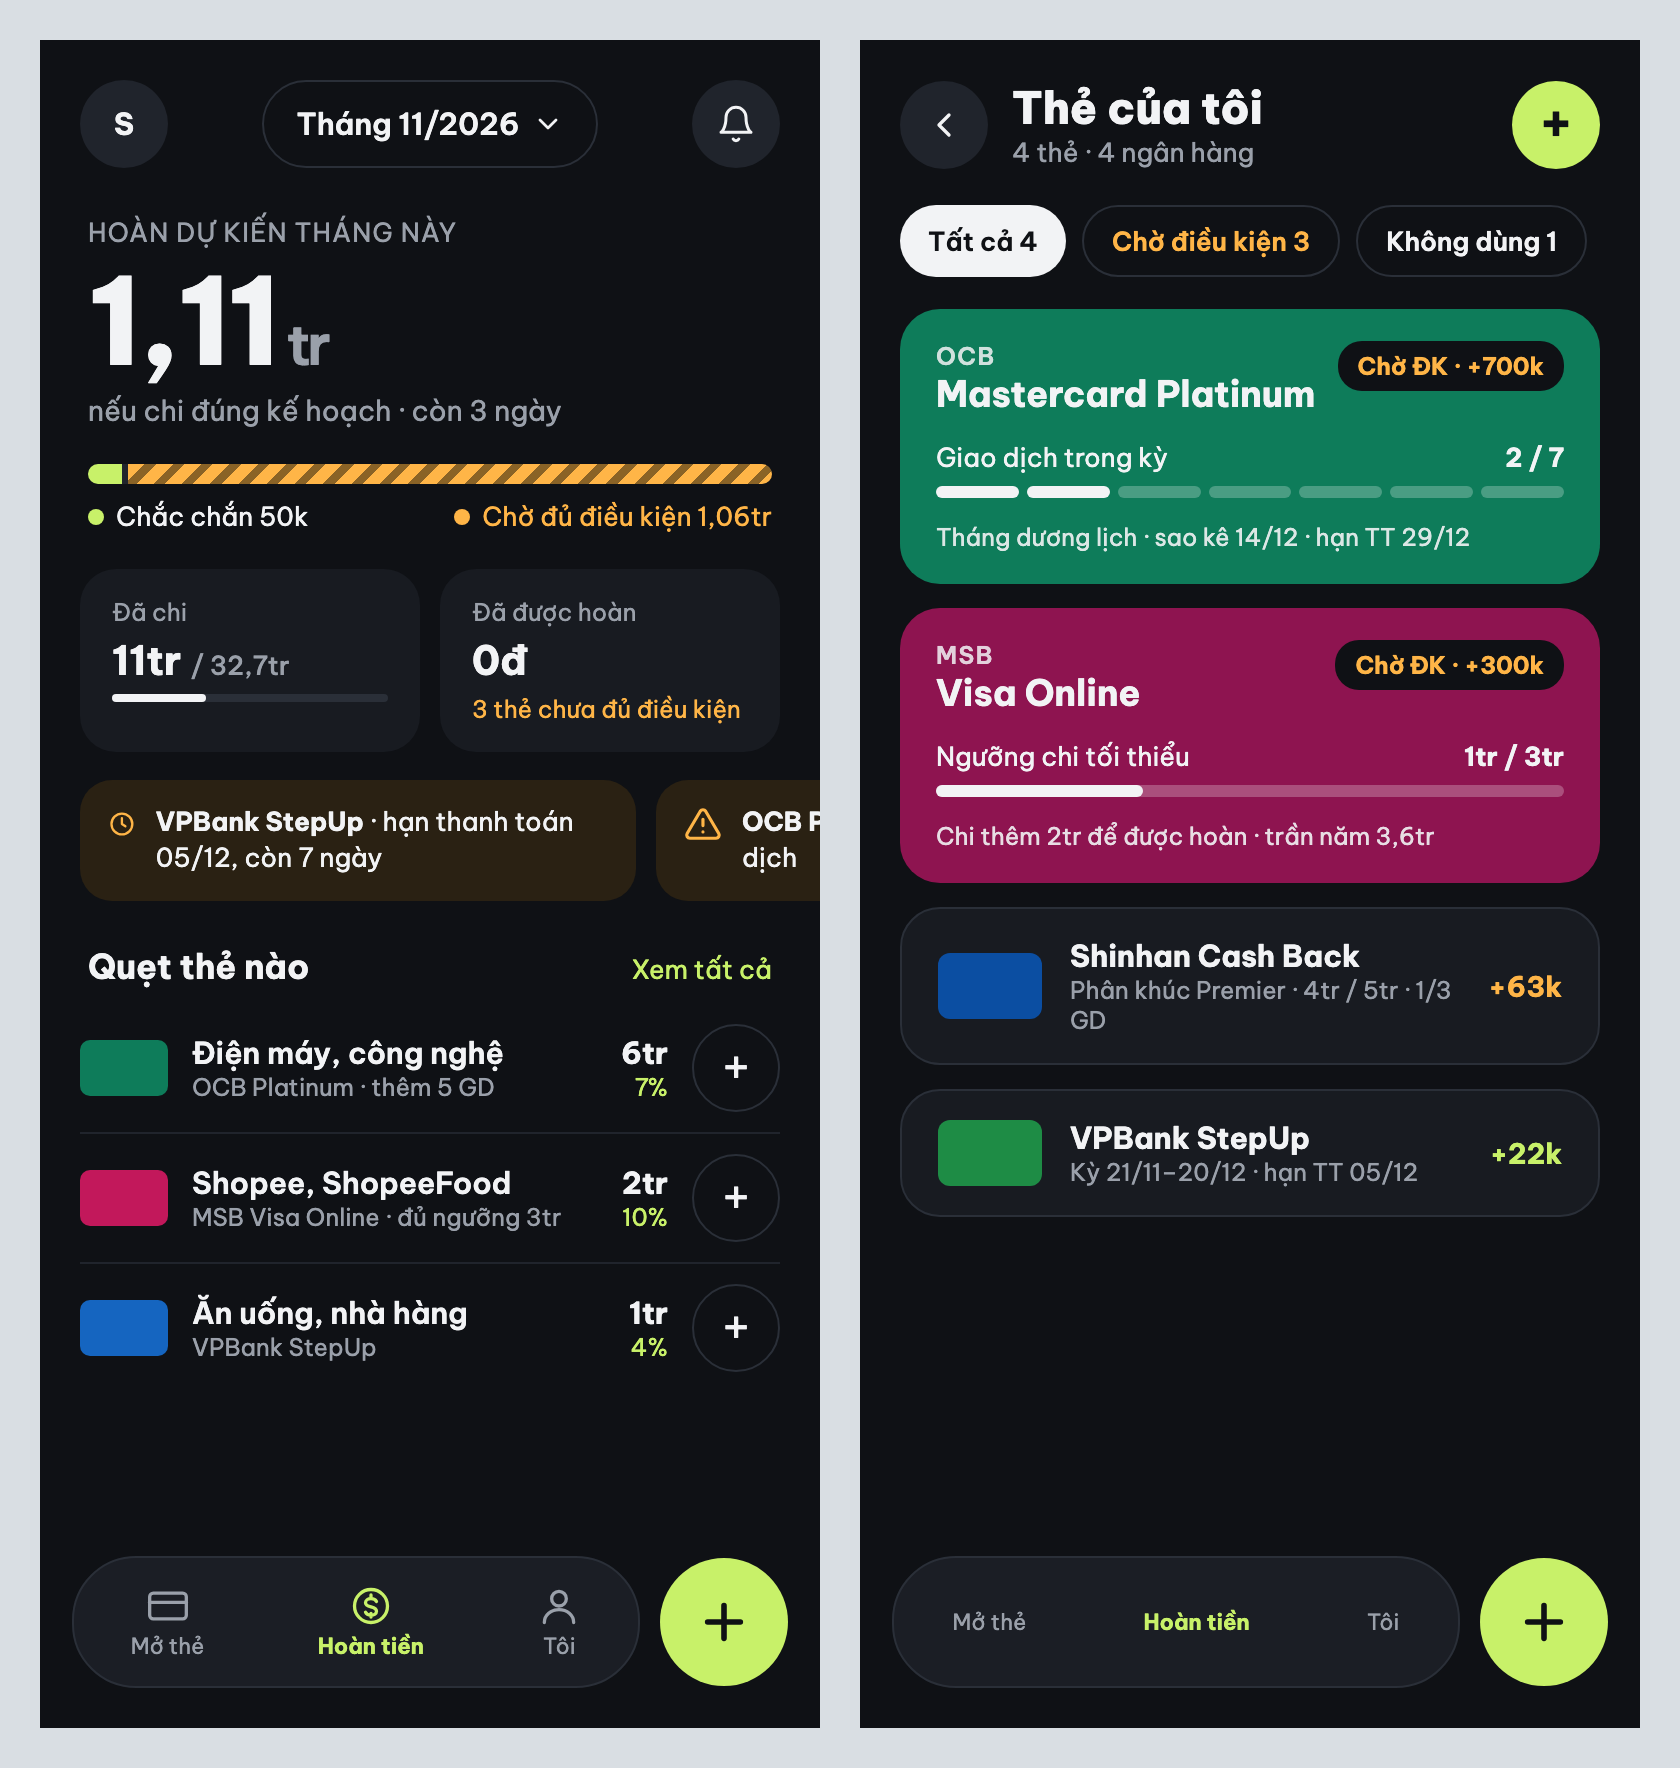 S
Tháng 11/2026
HOÀN DỰ KIẾN THÁNG NÀY
1,11 tr
nếu chi đúng kế hoạch · còn 3 ngày
Chắc chắn 50k
Chờ đủ điều kiện 1,06tr
Đã chi
11tr / 32,7tr
Đã được hoàn
0đ
3 thẻ chưa đủ điều kiện
VPBank StepUp · hạn thanh toán
05/12, còn 7 ngày
OCB P
dịch
Quẹt thẻ nào
Xem tất cả
Điện máy, công nghệ
OCB Platinum · thêm 5 GD
6tr
7%
+
Shopee, ShopeeFood
MSB Visa Online · đủ ngưỡng 3tr
2tr
10%
+
Ăn uống, nhà hàng
VPBank StepUp
1tr
4%
+
Mở thẻ
Hoàn tiền
Tôi
Thẻ của tôi
4 thẻ · 4 ngân hàng
+
Tất cả 4
Chờ điều kiện 3
Không dùng 1
OCB
Mastercard Platinum
Chờ ĐK · +700k
Giao dịch trong kỳ
2 / 7
Tháng dương lịch · sao kê 14/12 · hạn TT 29/12
MSB
Visa Online
Chờ ĐK · +300k
Ngưỡng chi tối thiểu
1tr / 3tr
Chi thêm 2tr để được hoàn · trần năm 3,6tr
Shinhan Cash Back
Phân khúc Premier · 4tr / 5tr · 1/3
GD
+63k
VPBank StepUp
Kỳ 21/11–20/12 · hạn TT 05/12
+22k
Mở thẻ
Hoàn tiền
Tôi